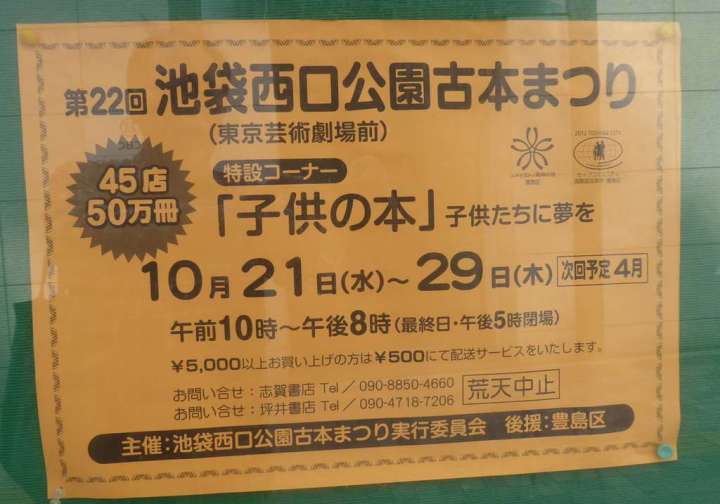 第22回 池袋西口公園古本まつり
(東京芸術劇場前)
45店
50万冊
特設コーナー
「子供の本」子供たちに夢を
10月21日(水)～29日(木) 次回予定4月
午前10時～午後8時(最終日・午後5時閉場)
¥5,000以上お買い上げの方は¥500にて配送サービスをいたします。
お問い合せ:志賀書店 Tel/090-8850-4660
お問い合せ:坪井書店 Tel/090-4718-7206
荒天中止
主催:池袋西口公園古本まつり実行委員会 後援:豊島区